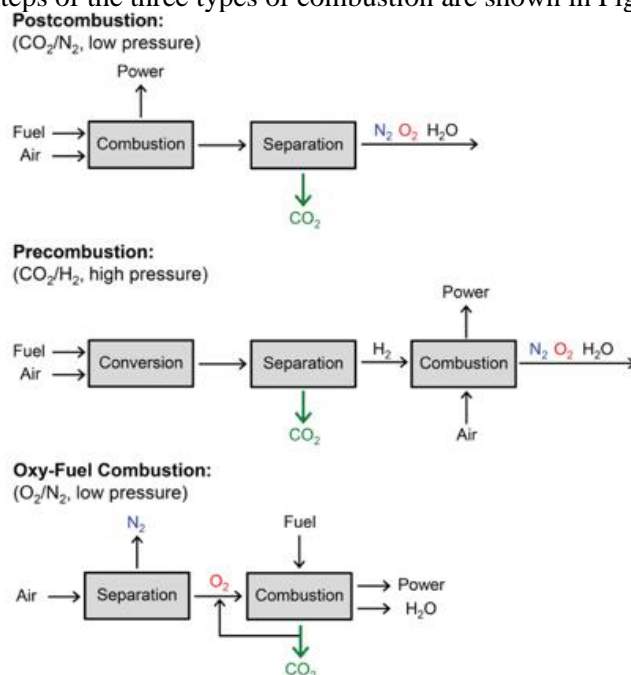 steps of the three types of combustion are shown in Fig
Postcombustion:
(CO₂/N₂, low pressure)
Power
Fuel
Air
Combustion
Separation
N₂ O₂ H₂O
CO₂
Precombustion:
(CO₂/H₂, high pressure)
Power
Fuel
Air
Conversion
Separation
H₂
Combustion
N₂ O₂ H₂O
CO₂
Air
Oxy-Fuel Combustion:
(O₂/N₂, low pressure)
N₂
Fuel
Air
Separation
O₂
Combustion
Power
H₂O
CO₂